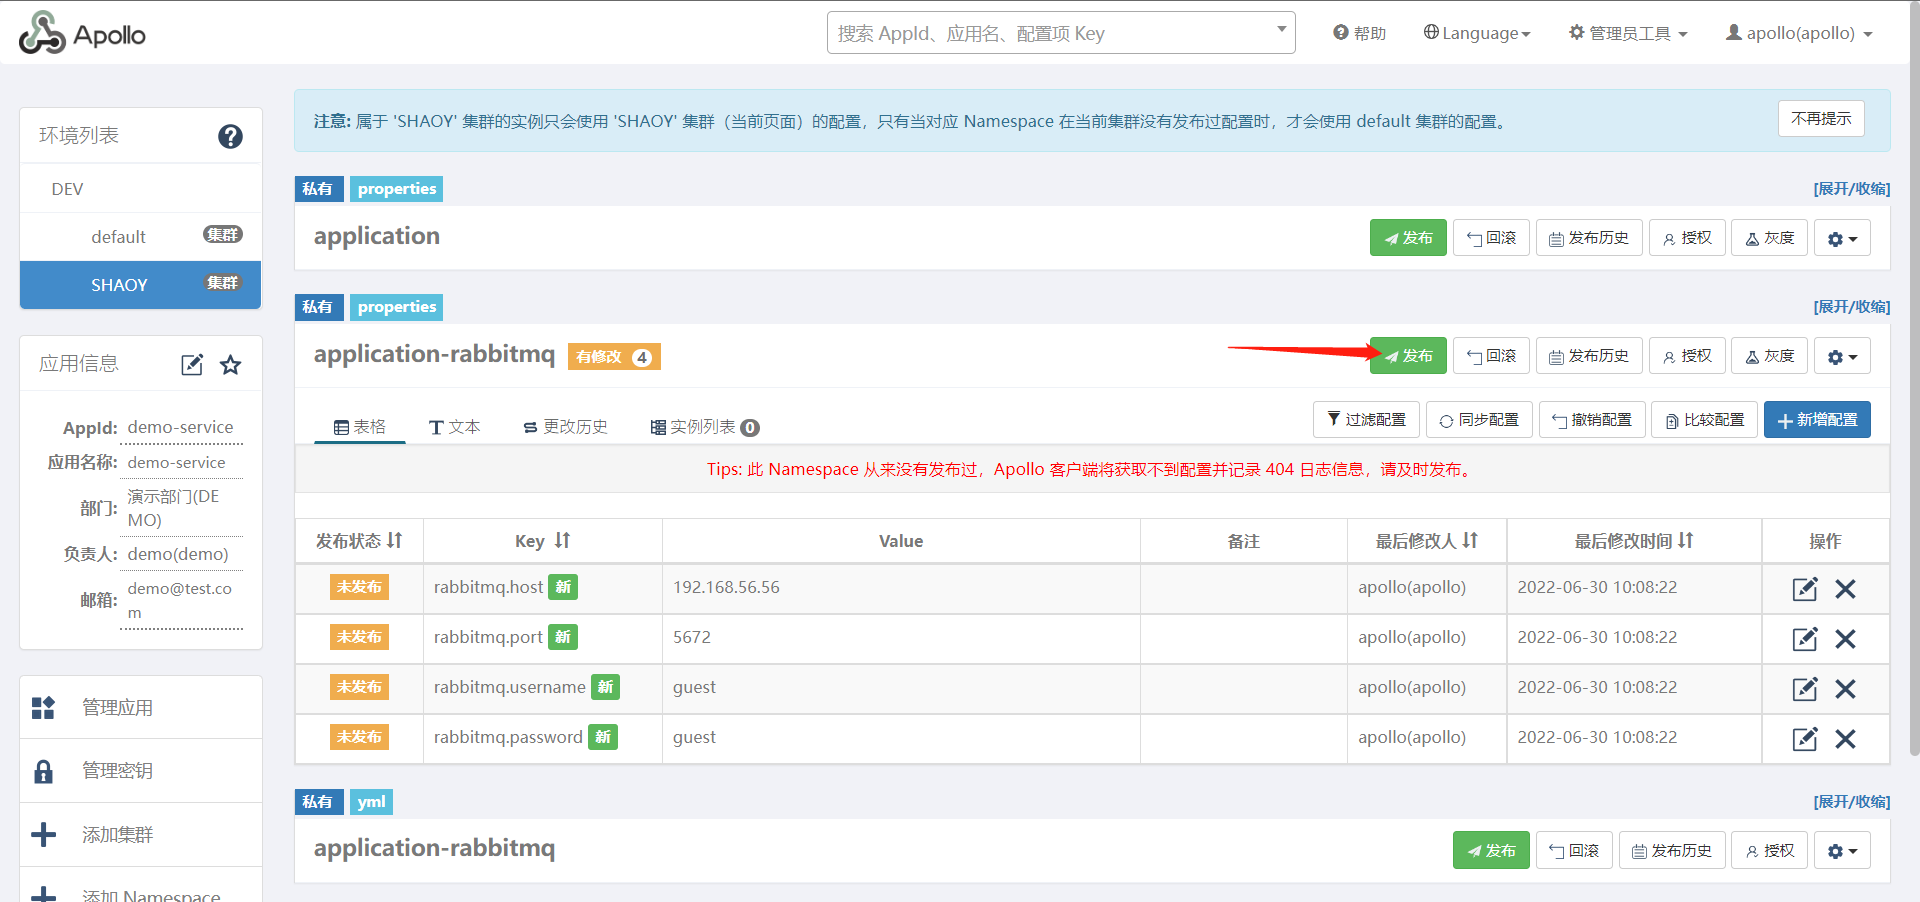 Apollo
搜索 AppId、应用名、配置项 Key
帮助
Language
管理员工具
apollo(apollo)
环境列表
DEV
default 集群
SHAOY 集群
应用信息
AppId: demo-service
应用名称: demo-service
部门: 演示部门(DE
MO)
负责人: demo(demo)
邮箱: demo@test.co
m
管理应用
管理密钥
添加集群
添加 Namespace
注意: 属于 'SHAOY' 集群的实例只会使用 'SHAOY' 集群（当前页面）的配置，只有当对应 Namespace 在当前集群没有发布过配置时，才会使用 default 集群的配置。
不再提示
私有 properties [展开/收缩]
application 发布 回滚 发布历史 授权 灰度
私有 properties [展开/收缩]
application-rabbitmq 有修改 4 发布 回滚 发布历史 授权 灰度
表格 文本 更改历史 实例列表 0 过滤配置 同步配置 撤销配置 比较配置 新增配置
Tips: 此 Namespace 从来没有发布过，Apollo 客户端将获取不到配置并记录 404 日志信息，请及时发布。
发布状态 Key Value 备注 最后修改人 最后修改时间 操作
未发布 rabbitmq.host 新 192.168.56.56 apollo(apollo) 2022-06-30 10:08:22
未发布 rabbitmq.port 新 5672 apollo(apollo) 2022-06-30 10:08:22
未发布 rabbitmq.username 新 guest apollo(apollo) 2022-06-30 10:08:22
未发布 rabbitmq.password 新 guest apollo(apollo) 2022-06-30 10:08:22
私有 yml [展开/收缩]
application-rabbitmq 发布 回滚 发布历史 授权